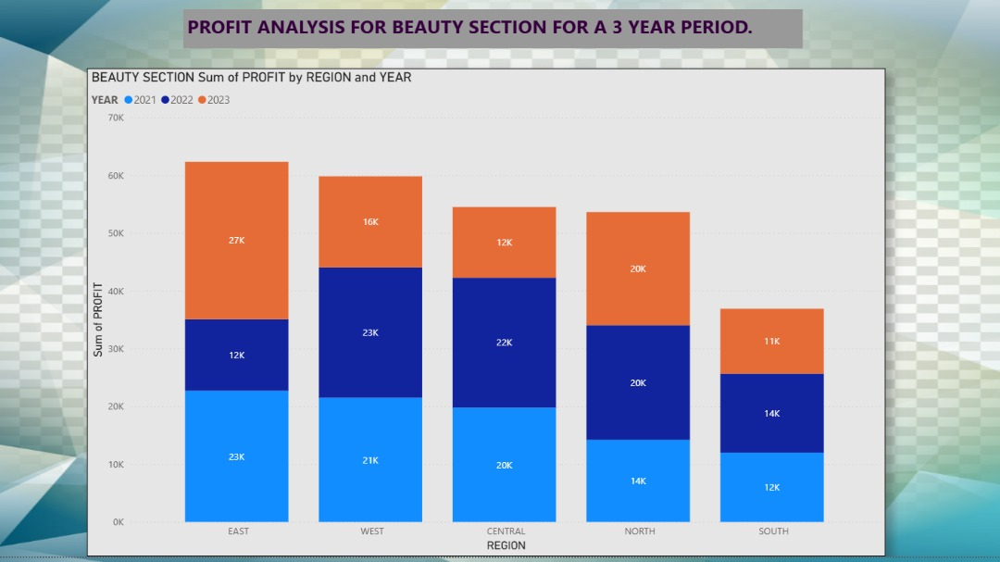 PROFIT ANALYSIS FOR BEAUTY SECTION FOR A 3 YEAR PERIOD.
BEAUTY SECTION Sum of PROFIT by REGION and YEAR
YEAR 2021 2022 2023
70K
60K
50K
40K
30K
20K
10K
0K
Sum of PROFIT
27K
12K
23K
16K
23K
21K
12K
22K
20K
20K
20K
14K
11K
14K
12K
EAST WEST CENTRAL NORTH SOUTH
REGION